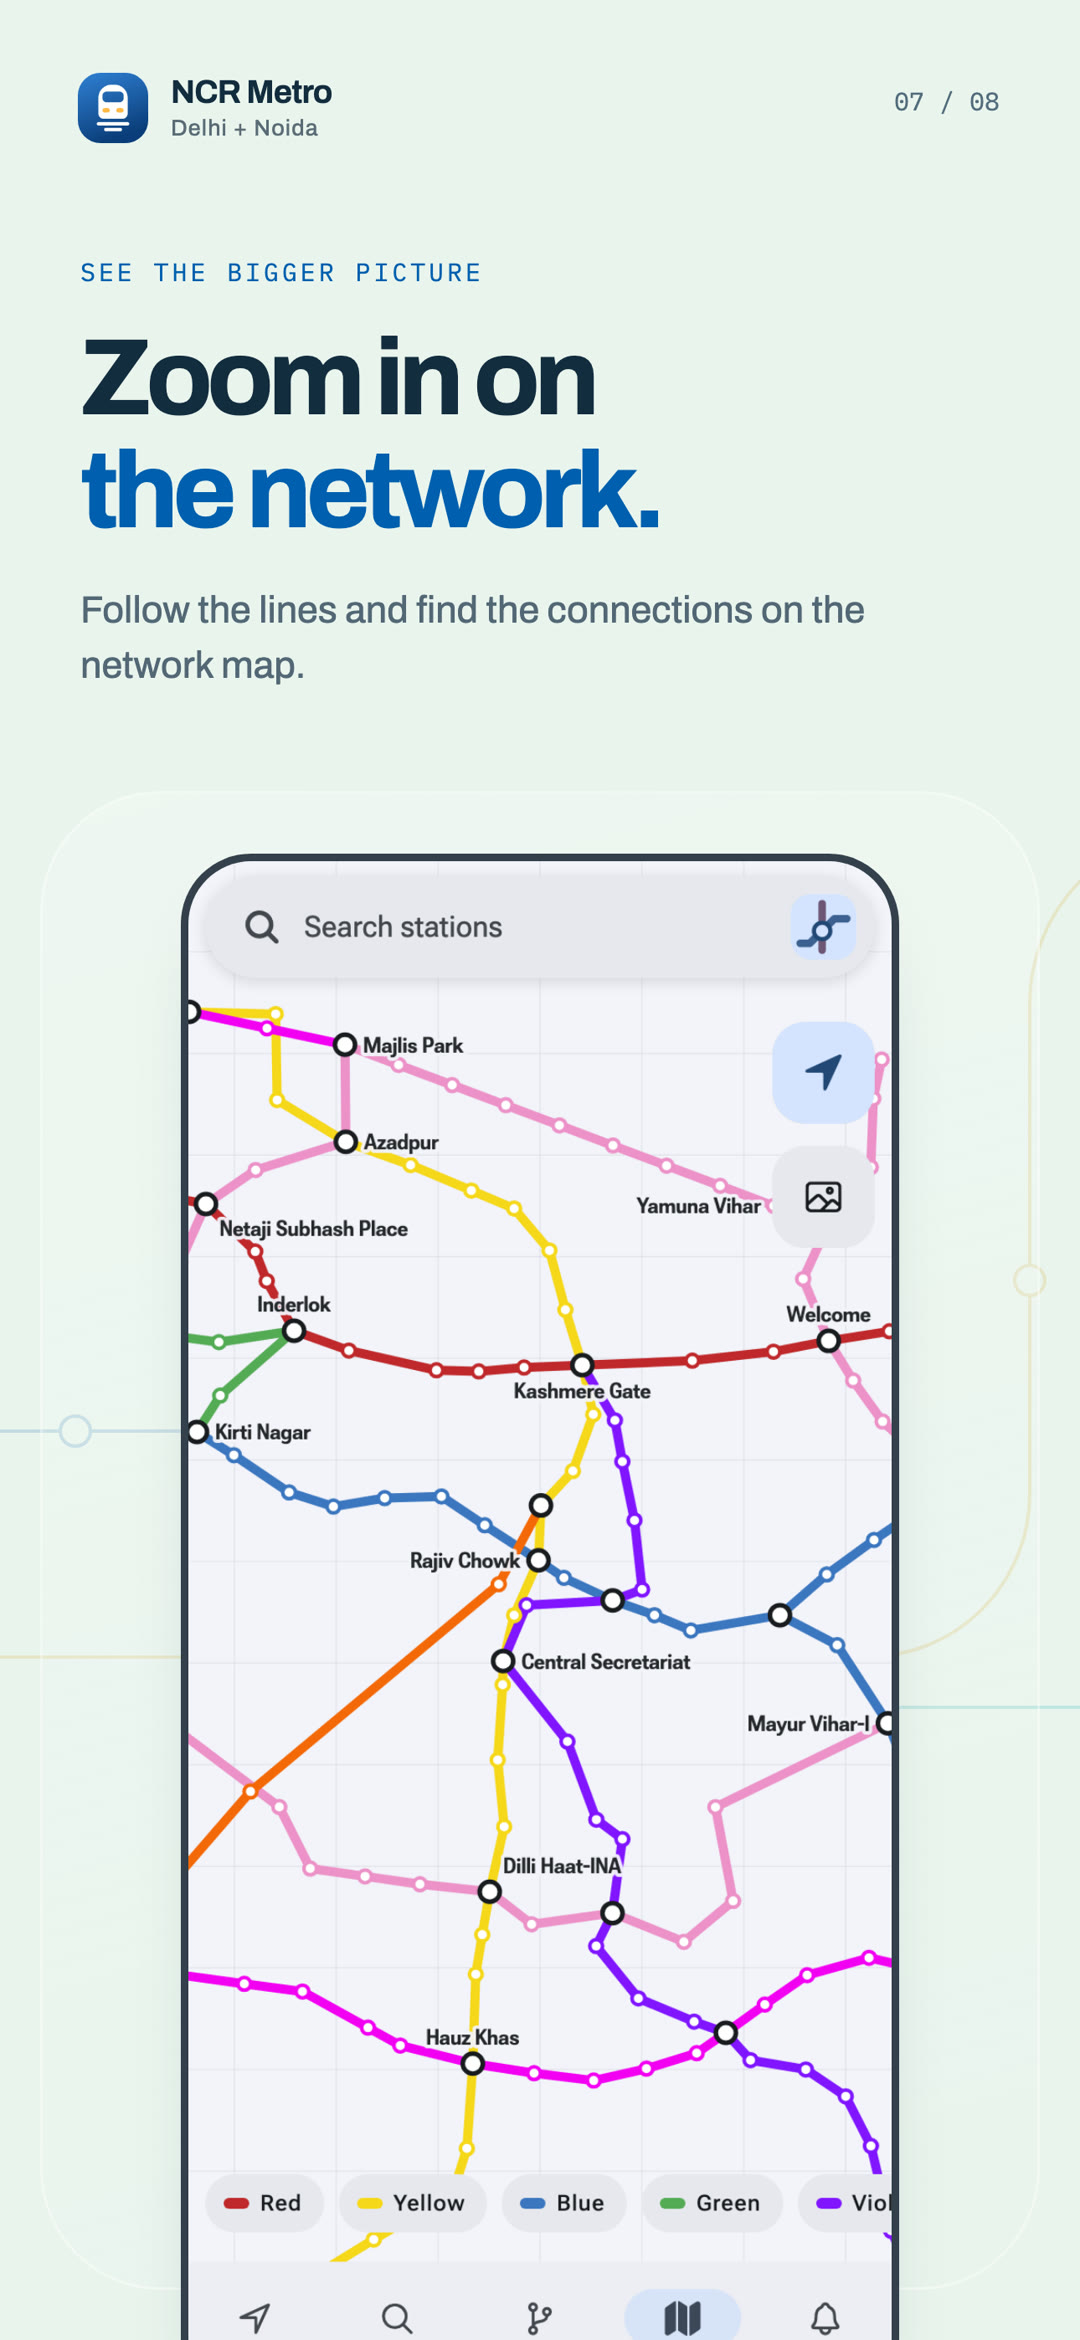 NCR Metro
Delhi + Noida
07 / 08
SEE THE BIGGER PICTURE
Zoom in on
the network.
Follow the lines and find the connections on the
network map.
Search stations
Majlis Park
Azadpur
Yamuna Vihar
Netaji Subhash Place
Inderlok
Welcome
Kashmere Gate
Kirti Nagar
Rajiv Chowk
Central Secretariat
Mayur Vihar-I
Dilli Haat-INA
Hauz Khas
Red
Yellow
Blue
Green
Viol